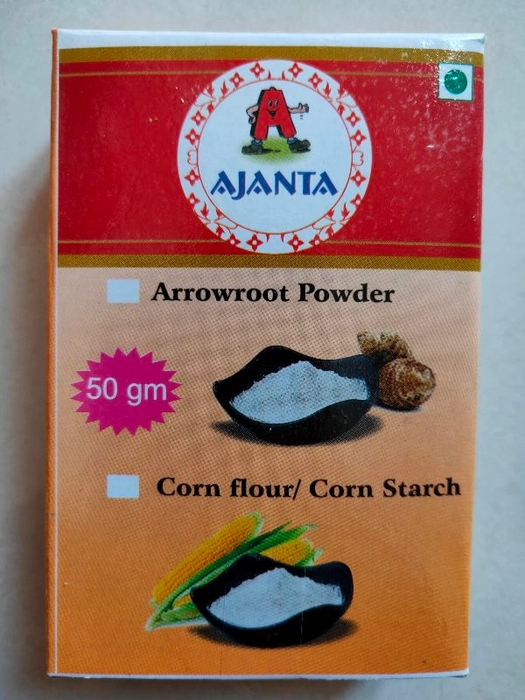 AJANTA
Arrowroot Powder
50 gm
Corn flour/ Corn Starch